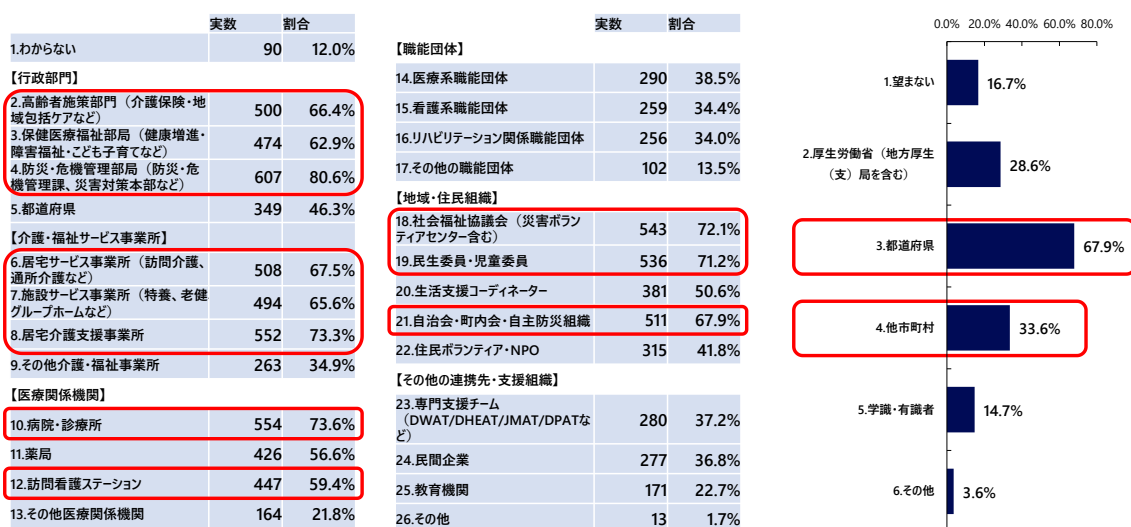 実数 割合
1.わからない 90 12.0%
【行政部門】
2.高齢者施策部門（介護保険・地
域包括ケアなど） 500 66.4%
3.保健医療福祉部局（健康増進・
障害福祉・こども子育てなど） 474 62.9%
4.防災・危機管理部局（防災・危
機管理課、災害対策本部など） 607 80.6%
5.都道府県 349 46.3%
【介護・福祉サービス事業所】
6.居宅サービス事業所（訪問介護、
通所介護など） 508 67.5%
7.施設サービス事業所（特養、老健
グループホームなど） 494 65.6%
8.居宅介護支援事業所 552 73.3%
9.その他介護・福祉事業所 263 34.9%
【医療関係機関】
10.病院・診療所 554 73.6%
11.薬局 426 56.6%
12.訪問看護ステーション 447 59.4%
13.その他医療関係機関 164 21.8%
実数 割合
【職能団体】
14.医療系職能団体 290 38.5%
15.看護系職能団体 259 34.4%
16.リハビリテーション関係職能団体 256 34.0%
17.その他の職能団体 102 13.5%
【地域・住民組織】
18.社会福祉協議会（災害ボラン
ティアセンター含む） 543 72.1%
19.民生委員・児童委員 536 71.2%
20.生活支援コーディネーター 381 50.6%
21.自治会・町内会・自主防災組織 511 67.9%
22.住民ボランティア・NPO 315 41.8%
【その他の連携先・支援組織】
23.専門支援チーム
（DWAT/DHEAT/JMAT/DPATな
ど） 280 37.2%
24.民間企業 277 36.8%
25.教育機関 171 22.7%
26.その他 13 1.7%
0.0% 20.0% 40.0% 60.0% 80.0%
1.望まない 16.7%
2.厚生労働省（地方厚生
（支）局を含む） 28.6%
3.都道府県 67.9%
4.他市町村 33.6%
5.学識・有識者 14.7%
6.その他 3.6%